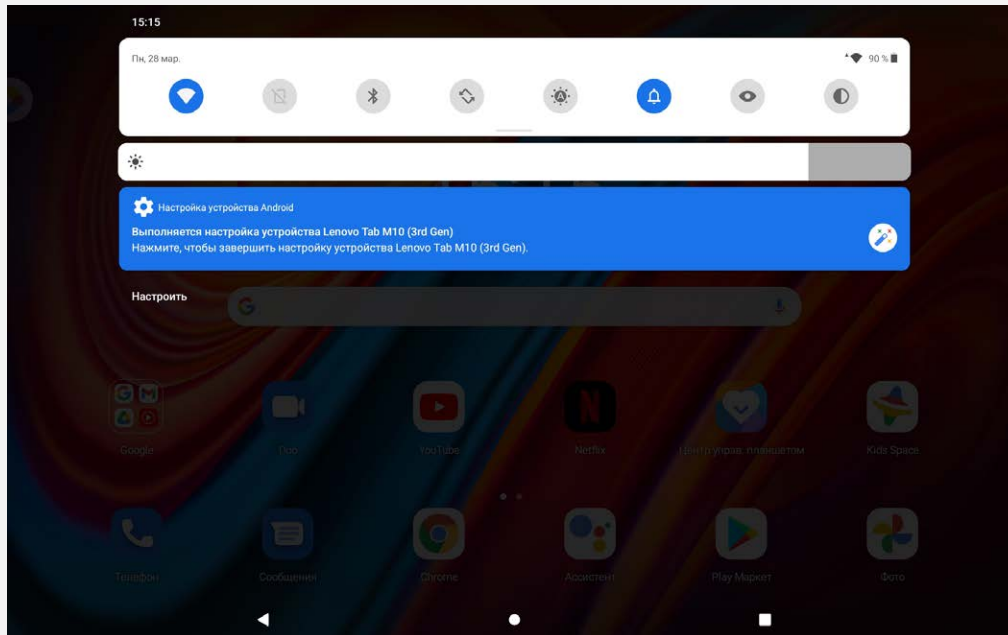 15:15
Пн, 28 мар.
90 %
Настройка устройства Android
Выполняется настройка устройства Lenovo Tab M10 (3rd Gen)
Нажмите, чтобы завершить настройку устройства Lenovo Tab M10 (3rd Gen).
Настроить
Google
Duo
YouTube
Netflix
Центр управ. планшетом
Kids Space
Телефон
Сообщения
Chrome
Ассистент
Play Маркет
Фото